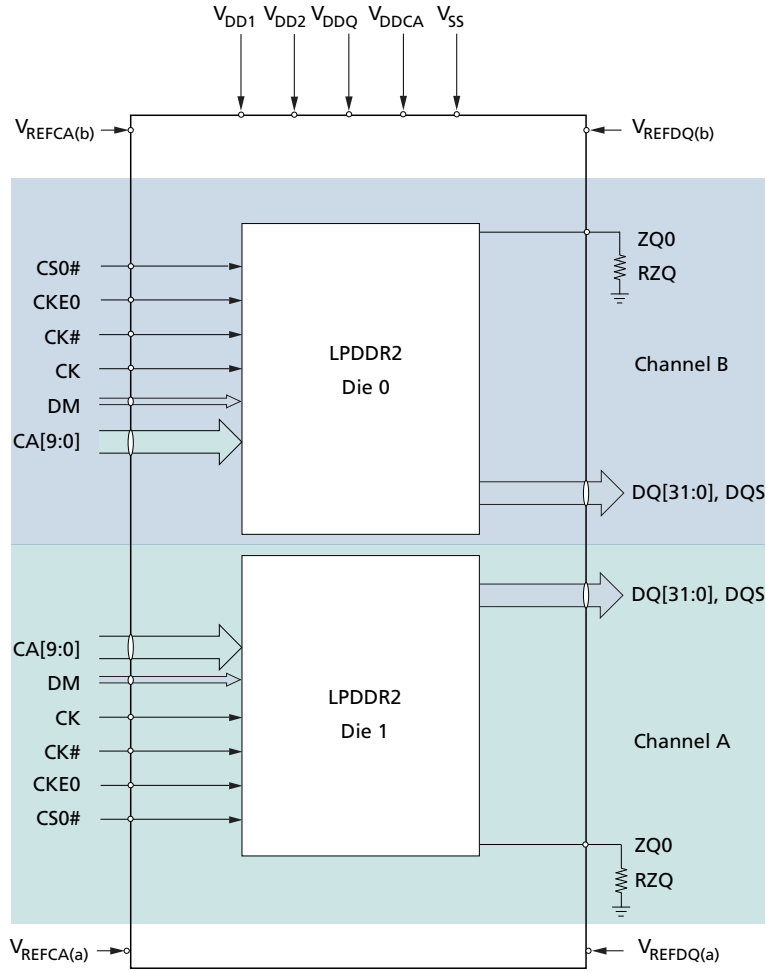 VDD1 VDD2 VDDQ VDDCA VSS
VREFCA(b)
VREFDQ(b)
CS0#
CKE0
CK#
CK
DM
CA[9:0]
LPDDR2
Die 0
ZQ0
RZQ
Channel B
DQ[31:0], DQS
DQ[31:0], DQS
CA[9:0]
DM
CK
CK#
CKE0
CS0#
LPDDR2
Die 1
Channel A
ZQ0
RZQ
VREFCA(a)
VREFDQ(a)